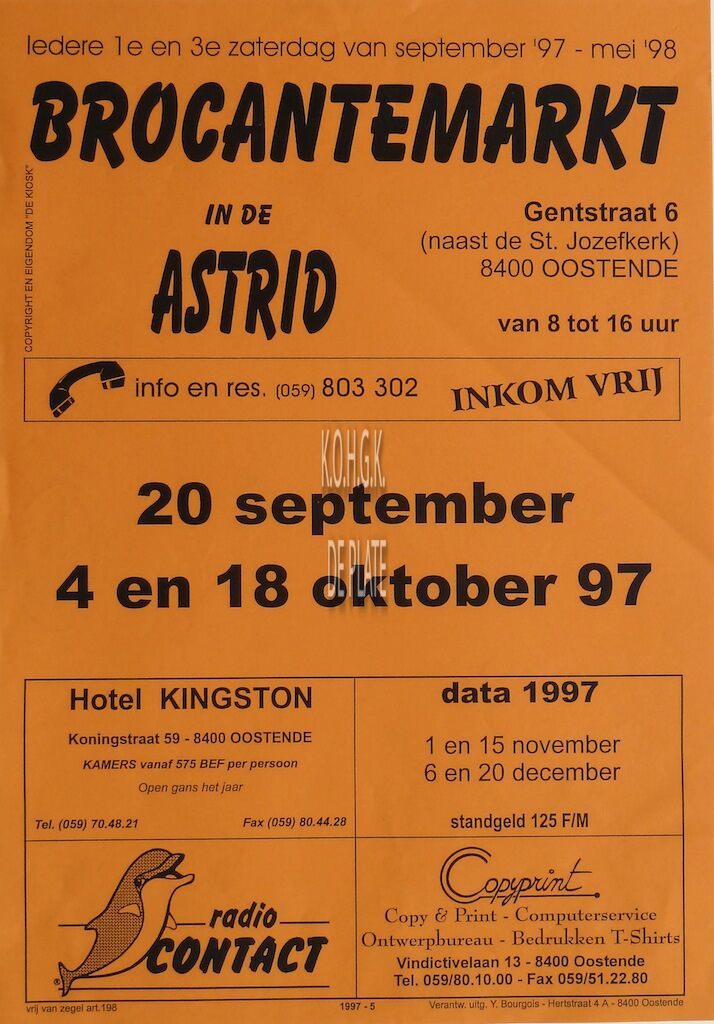 Iedere 1e en 3e zaterdag van september '97 - mei '98
BROCANTEMARKT
COPYRIGHT EN EIGENDOM "DE KIOSK"
IN DE
ASTRID
Gentstraat 6
(naast de St. Jozefkerk)
8400 OOSTENDE
van 8 tot 16 uur
info en res. (059) 803 302
INKOM VRIJ
K.O.H.G.K.
20 september
DE PLATE
4 en 18 oktober 97
Hotel KINGSTON
Koningstraat 59 - 8400 OOSTENDE
KAMERS vanaf 575 BEF per persoon
Open gans het jaar
Tel. (059) 70.48.21 Fax (059) 80.44.28
data 1997
1 en 15 november
6 en 20 december
standgeld 125 F/M
radio
CONTACT
®
Copyprint
Copy & Print - Computerservice
Ontwerpbureau - Bedrukken T-Shirts
Vindictivelaan 13 - 8400 Oostende
Tel. 059/80.10.00 - Fax 059/51.22.80
vrij van zegel art.198
1997 - 5
Verantw. uitg. Y. Bourgois - Hertstraat 4 A - 8400 Oostende